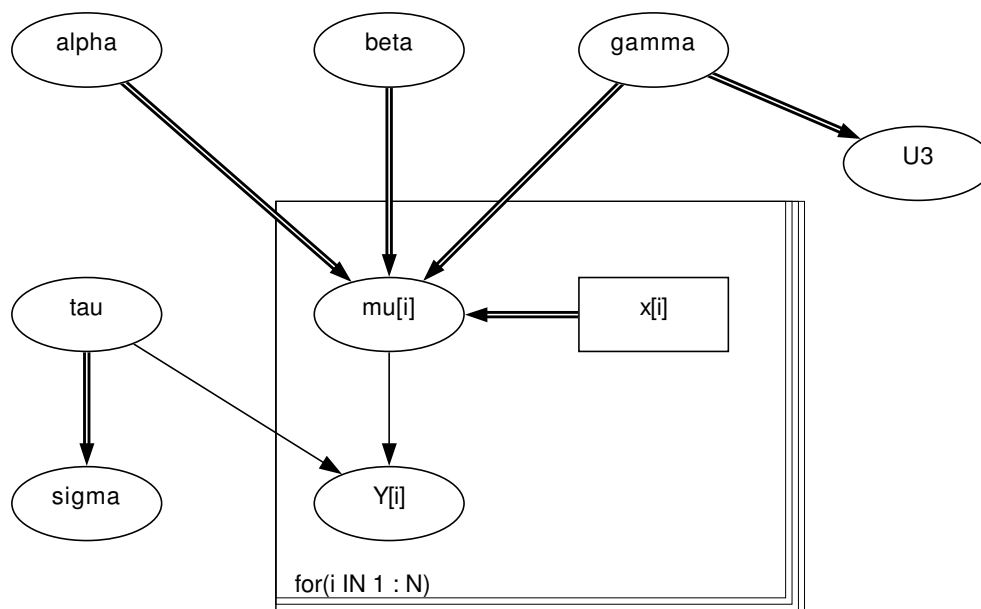 alpha
beta
gamma
U3
tau
mu[i]
x[i]
sigma
Y[i]
for(i IN 1 : N)